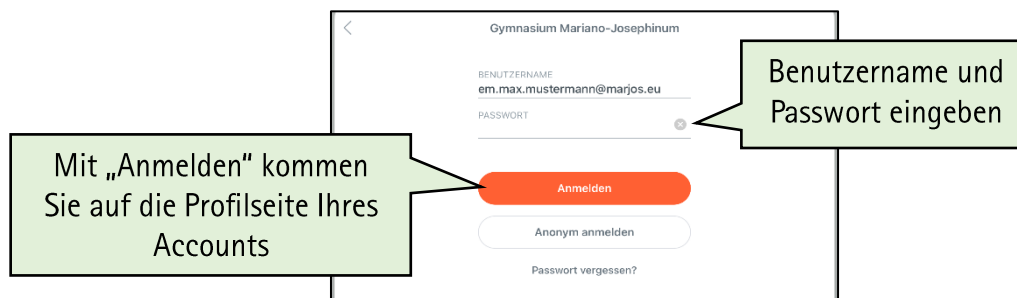 Gymnasium Mariano-Josephinum
BENUTZERNAME
em.max.mustermann@marjos.eu
PASSWORT
Benutzername und
Passwort eingeben
Mit „Anmelden" kommen
Sie auf die Profilseite Ihres
Accounts
Anmelden
Anonym anmelden
Passwort vergessen?